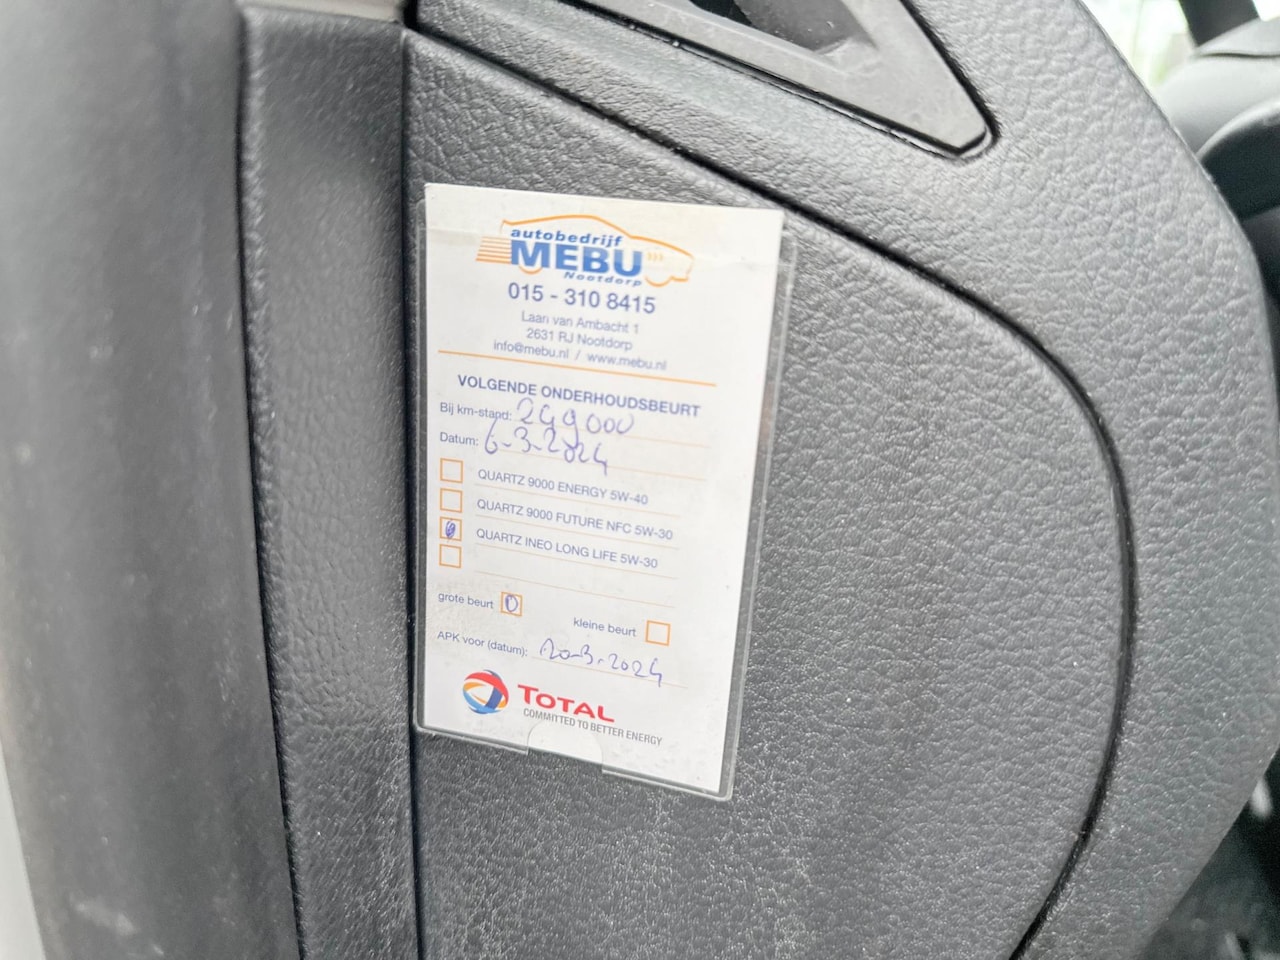 autobedrijf
MEBU
Nootdorp
015 - 310 8415
Laan van Ambacht 1
2631 RJ Nootdorp
info@mebu.nl / www.mebu.nl
VOLGENDE ONDERHOUDSBEURT
Bij km-stand: 249000
Datum: 6-3-2024
QUARTZ 9000 ENERGY 5W-40
QUARTZ 9000 FUTURE NFC 5W-30
QUARTZ INEO LONG LIFE 5W-30
grote beurt
kleine beurt
APK voor (datum): 20-3-2024
TOTAL
COMMITTED TO BETTER ENERGY